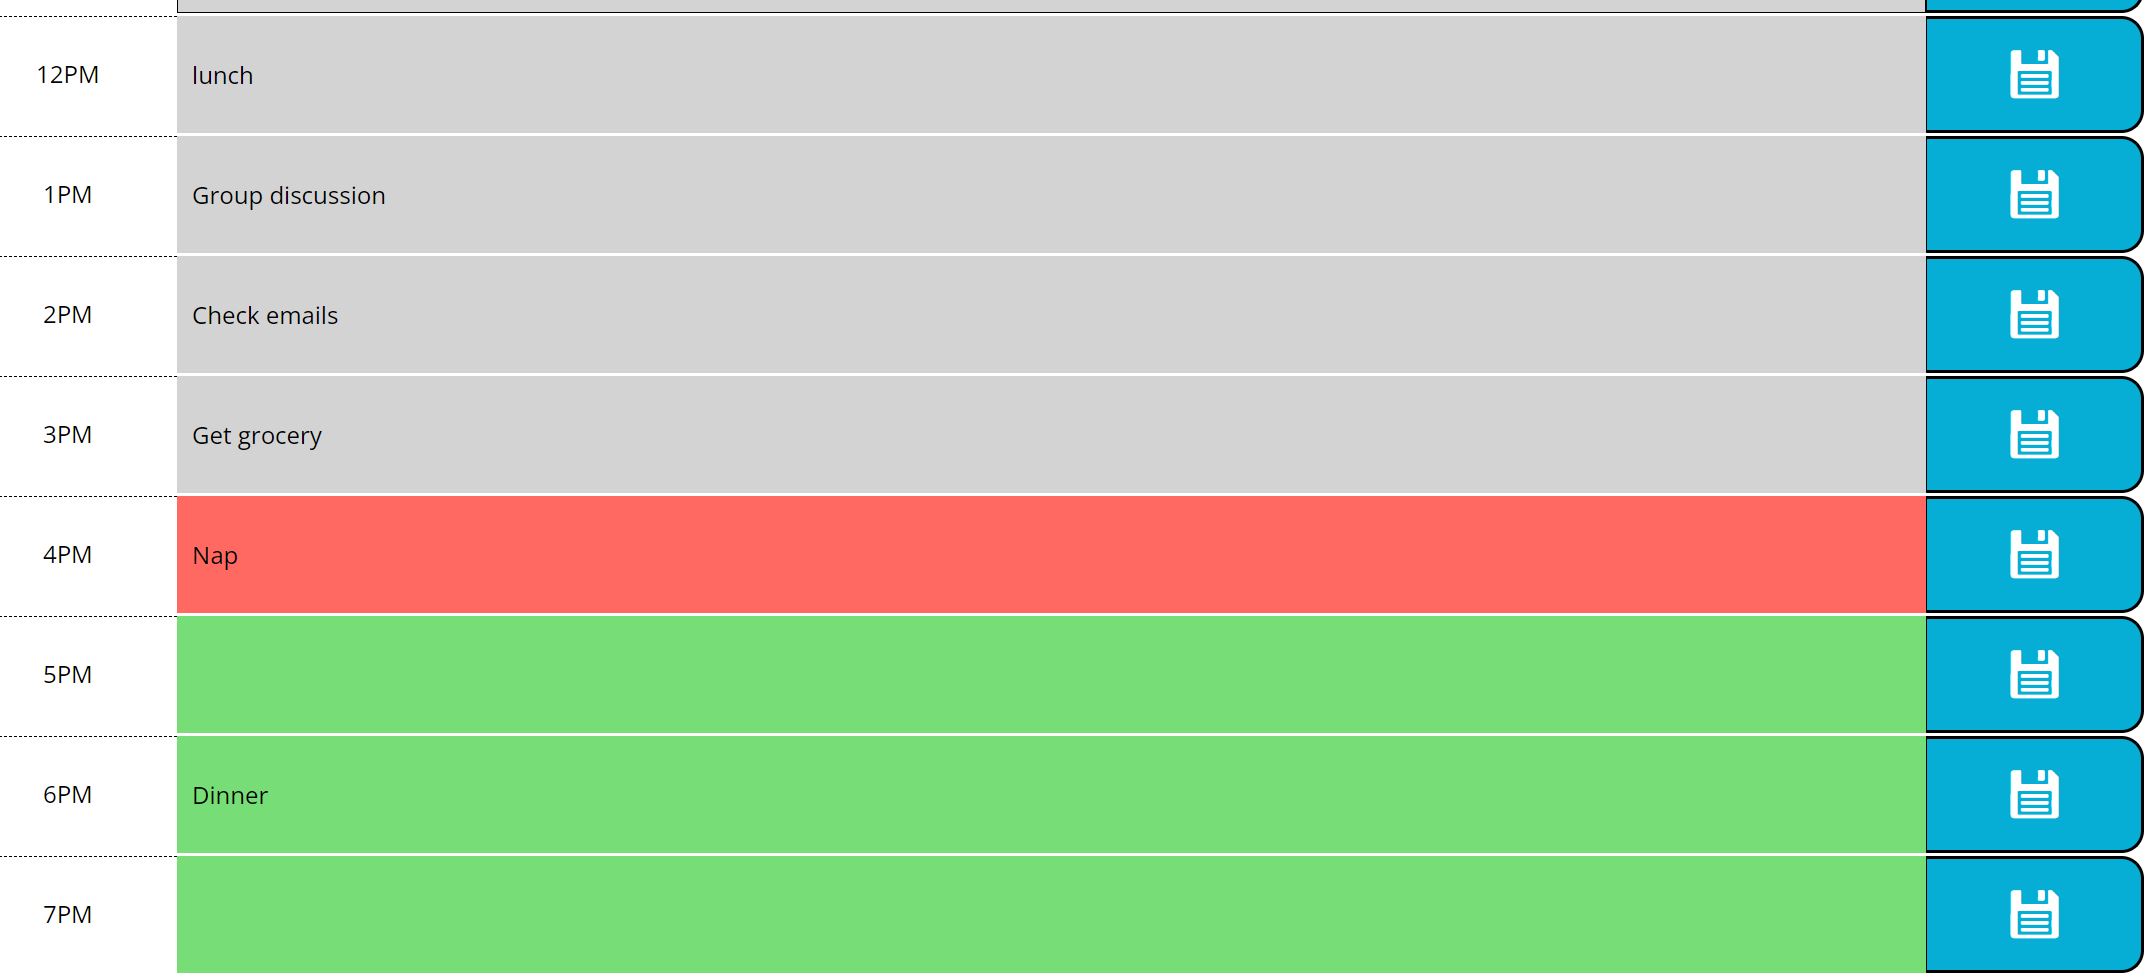 12PM lunch
1PM Group discussion
2PM Check emails
3PM Get grocery
4PM Nap
5PM
6PM Dinner
7PM